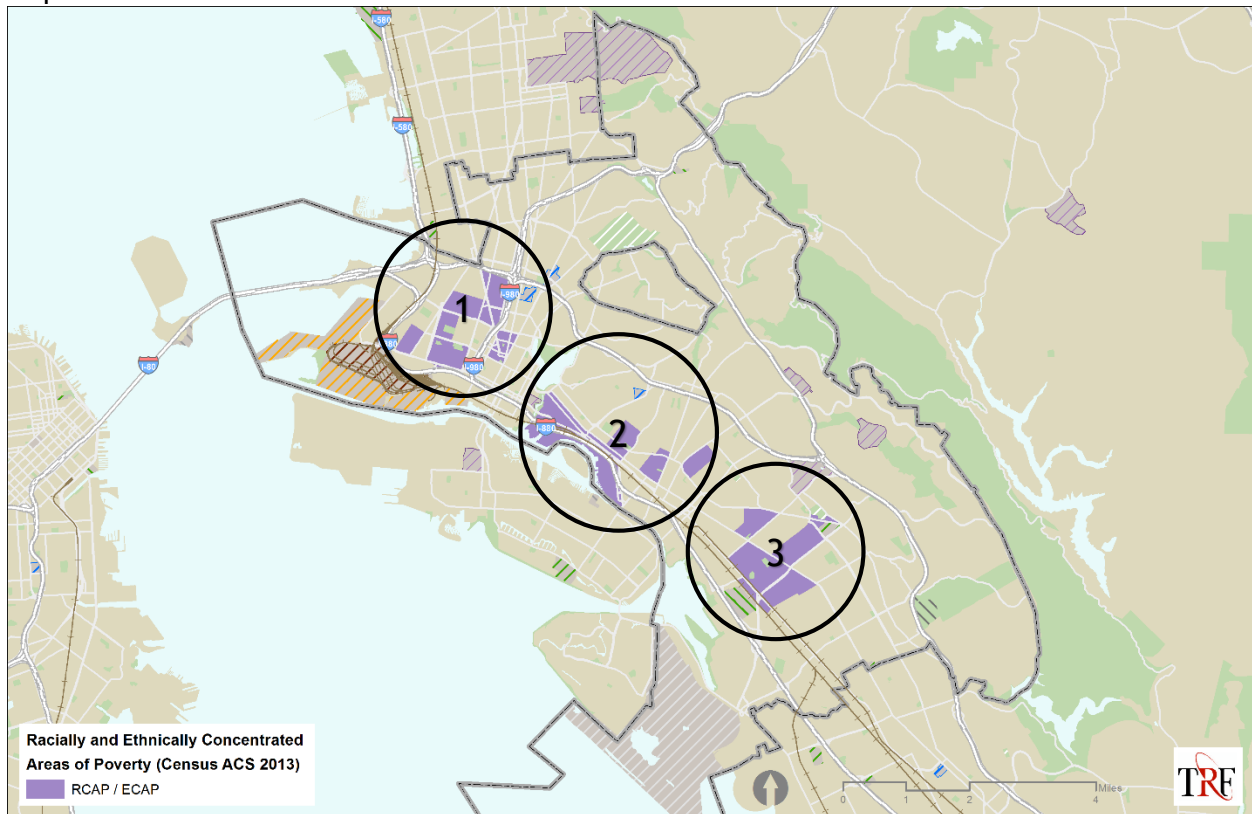 I-580
I-580
I-980
1
I-80
I-980
2
I-880
3
Racially and Ethnically Concentrated
Areas of Poverty (Census ACS 2013)
RCAP / ECAP
Miles
0 1 2 4
TRF